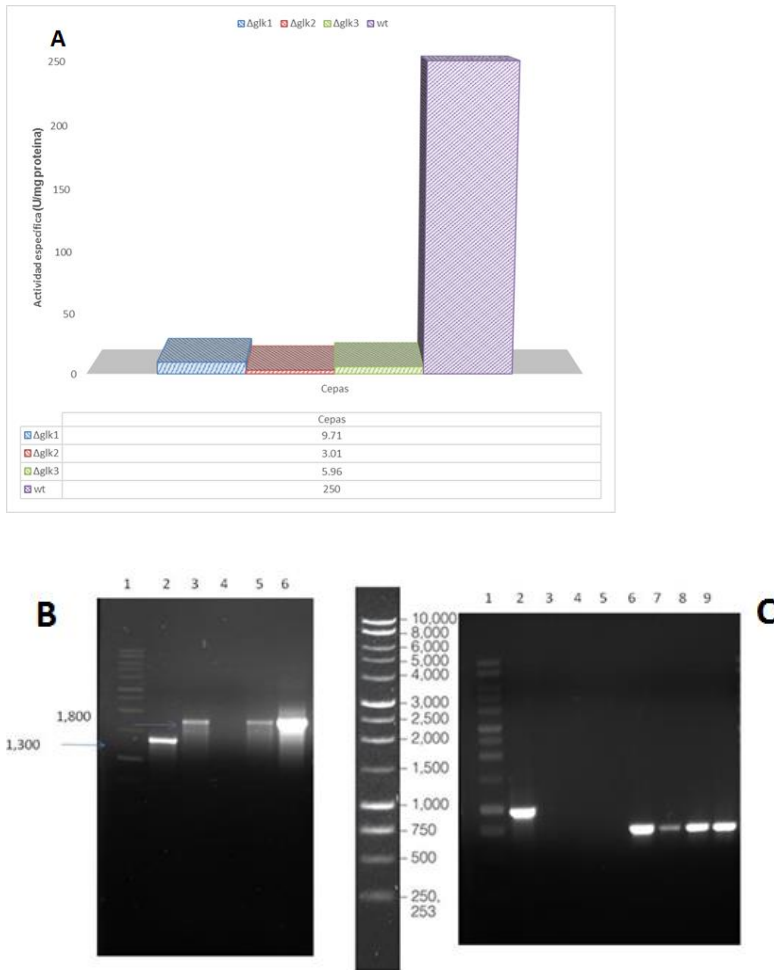 Δglk1 Δglk2 Δglk3 wt
A
250
200
150
100
50
0
Actividad específica (U/mg proteína)
Cepas
Cepas
Δglk1 9.71
Δglk2 3.01
Δglk3 5.96
wt 250
B
1 2 3 4 5 6
1,800
1,300
10,000
8,000
6,000
5,000
4,000
3,000
2,500
2,000
1,500
1,000
750
500
250,
253
1 2 3 4 5 6 7 8 9
C